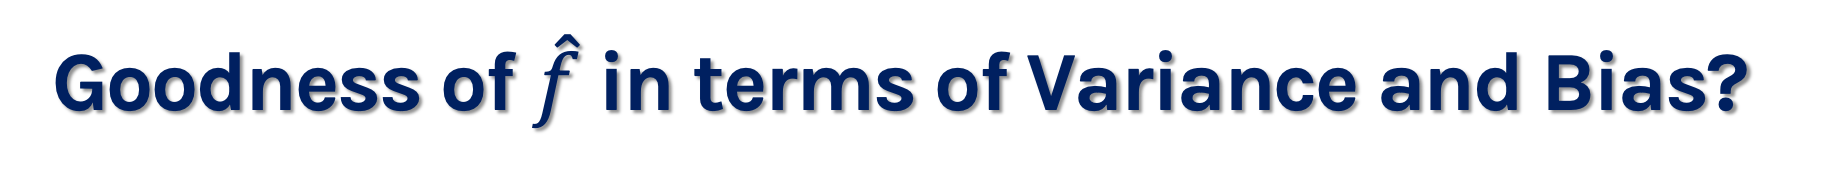 Goodness of f̂ in terms of Variance and Bias?